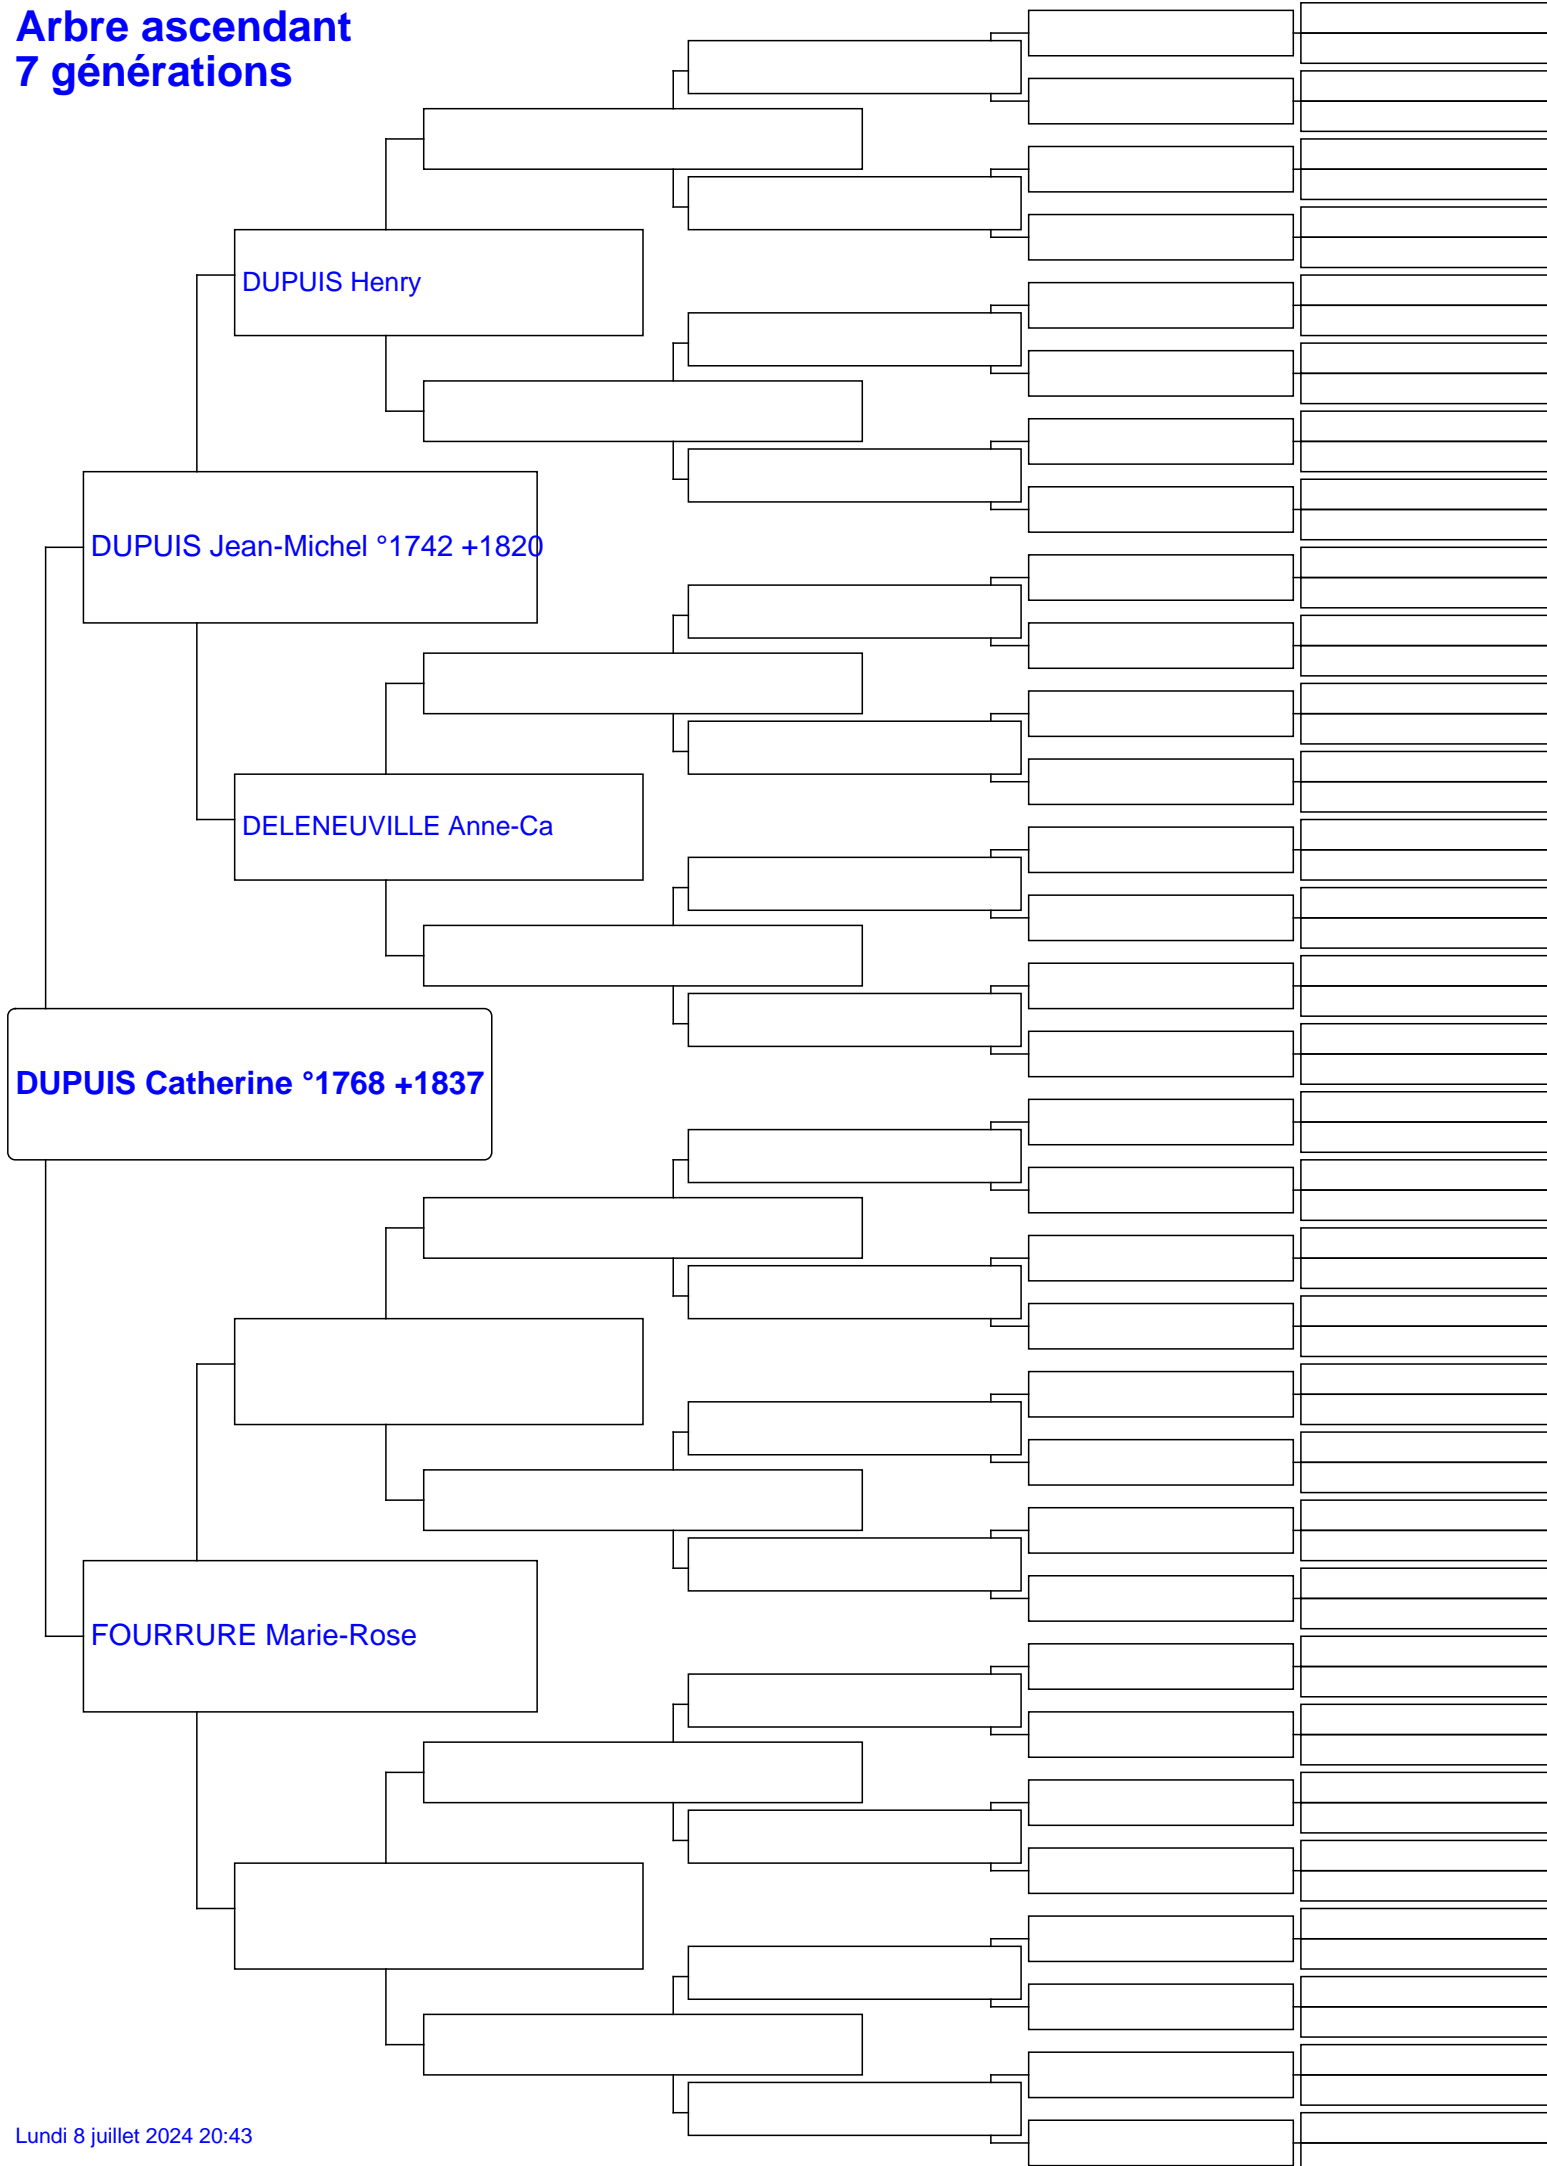 Arbre ascendant
7 générations
DUPUIS Henry
DUPUIS Jean-Michel °1742 +1820
DELENEUVILLE Anne-Ca
DUPUIS Catherine °1768 +1837
FOURRURE Marie-Rose
Lundi 8 juillet 2024 20:43